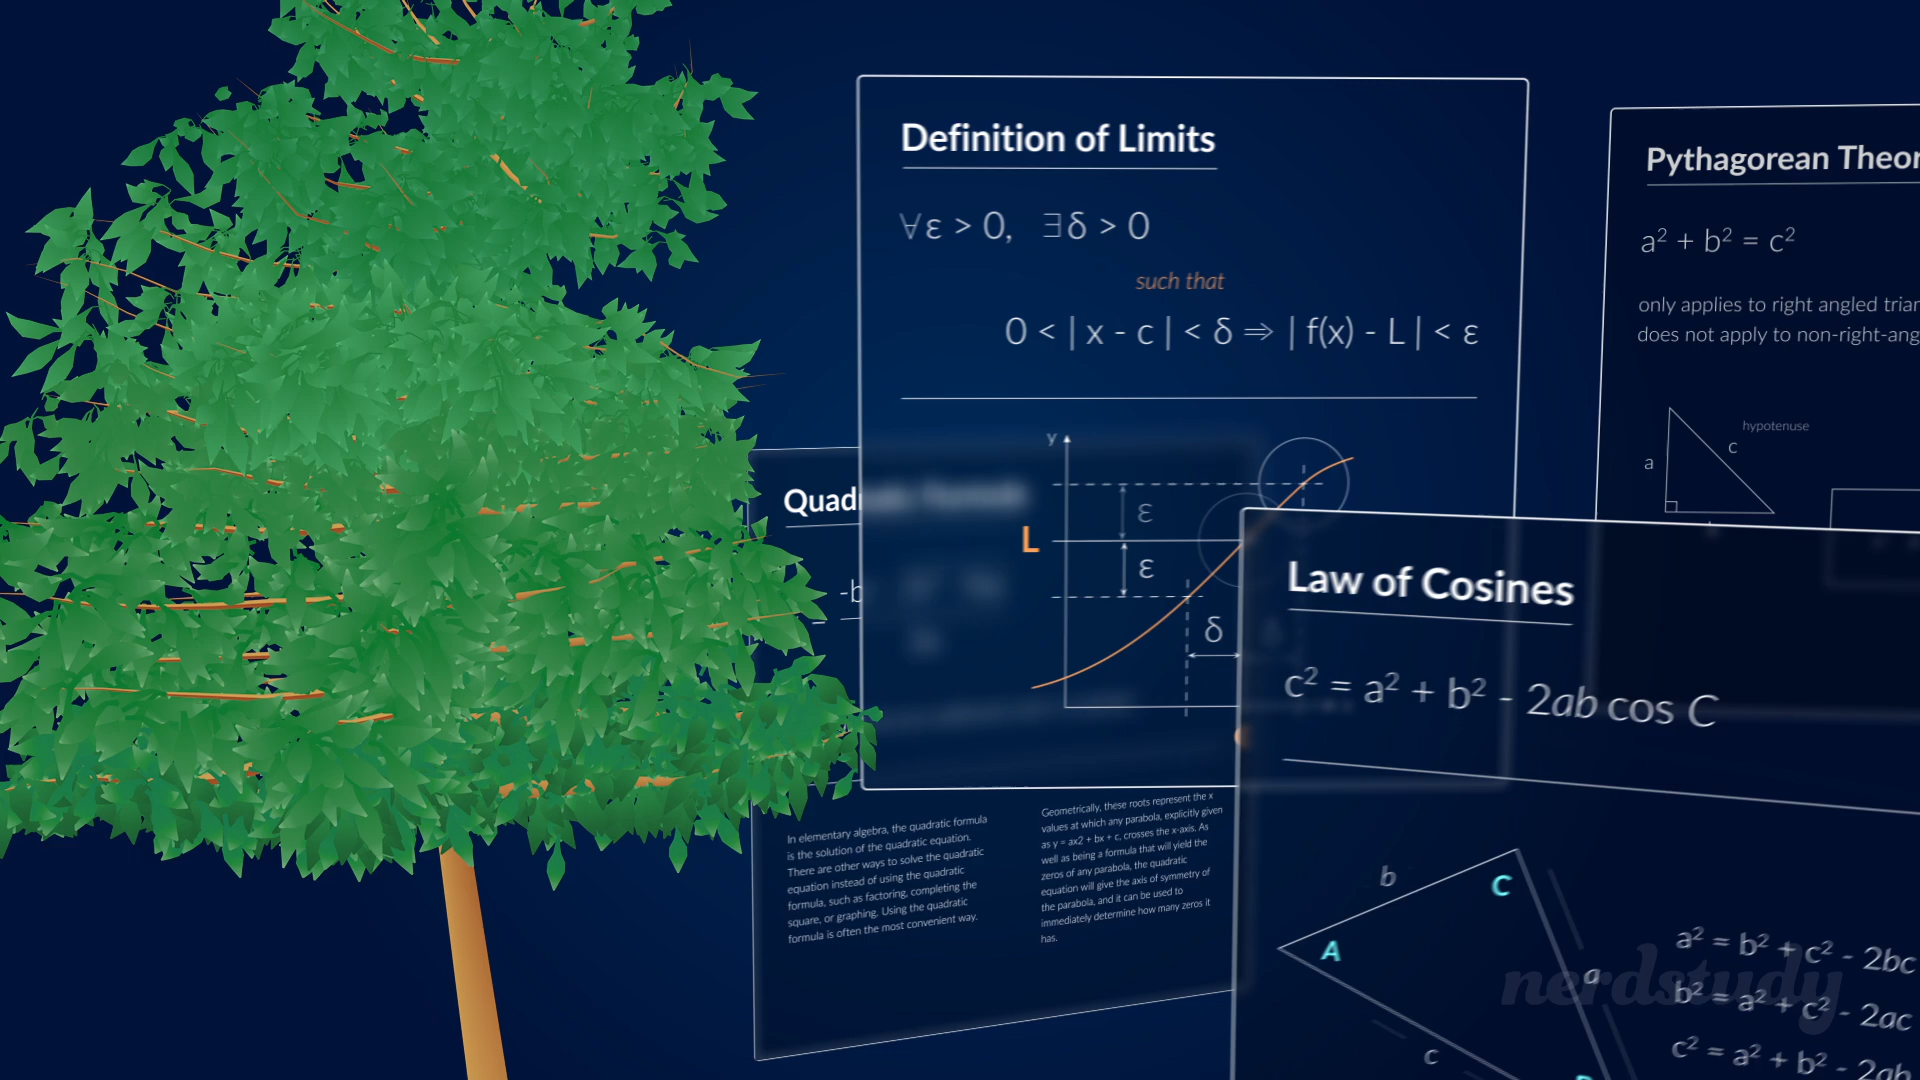 Definition of Limits
∀ε > 0, ∃δ > 0
such that
0 < | x - c | < δ ⇒ | f(x) - L | < ε
y
ε
L
ε
δ
Pythagorean
a² + b² = c²
only applies to right angled
does not apply to
hypotenuse
a
c
-b
In elementary algebra, the quadratic formula
is the solution of the quadratic equation.
There are other ways to solve the quadratic
equation instead of using the quadratic
formula, such as factoring, completing the
square, or graphing. Using the quadratic
formula is often the most convenient way.
Geometrically, these roots represent the x
values at which any parabola, explicitly given
as y = ax2 + bx + c, crosses the x-axis. As
well as being a formula that will yield the
zeros of any parabola, the quadratic
equation will give the axis of symmetry of
the parabola, and it can be used to
immediately determine how many zeros it
has.
Law of Cosines
c² = a² + b² - 2ab cos C
b
C
A
a
c
a² = b² + c² - 2bc
b² = a² + c² - 2ac
c² = a² + b² - 2ab
nerdstudy